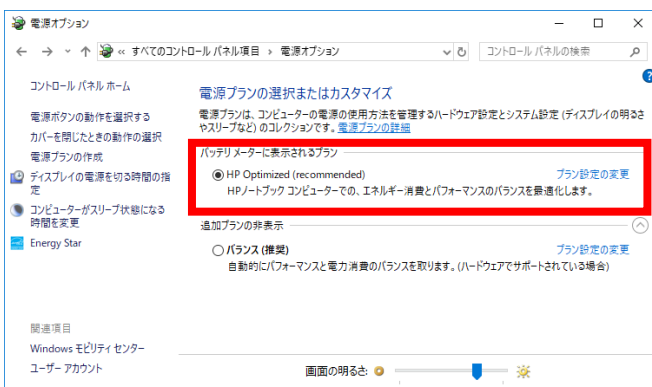 電源オプション
« すべてのコントロール パネル項目 › 電源オプション
コントロール パネルの検索
コントロール パネル ホーム
電源ボタンの動作を選択する
カバーを閉じたときの動作の選択
電源プランの作成
ディスプレイの電源を切る時間の指
定
コンピューターがスリープ状態になる
時間を変更
Energy Star
関連項目
Windows モビリティ センター
ユーザー アカウント
電源プランの選択またはカスタマイズ
電源プランは、コンピューターの電源の使用方法を管理するハードウェア設定とシステム設定 (ディスプレイの明るさ
やスリープなど) のコレクションです。電源プランの詳細
バッテリ メーターに表示されるプラン
HP Optimized (recommended) プラン設定の変更
HPノートブック コンピューターでの、エネルギー消費とパフォーマンスのバランスを最適化します。
追加プランの非表示
バランス (推奨) プラン設定の変更
自動的にパフォーマンスと電力消費のバランスを取ります。(ハードウェアでサポートされている場合)
画面の明るさ: